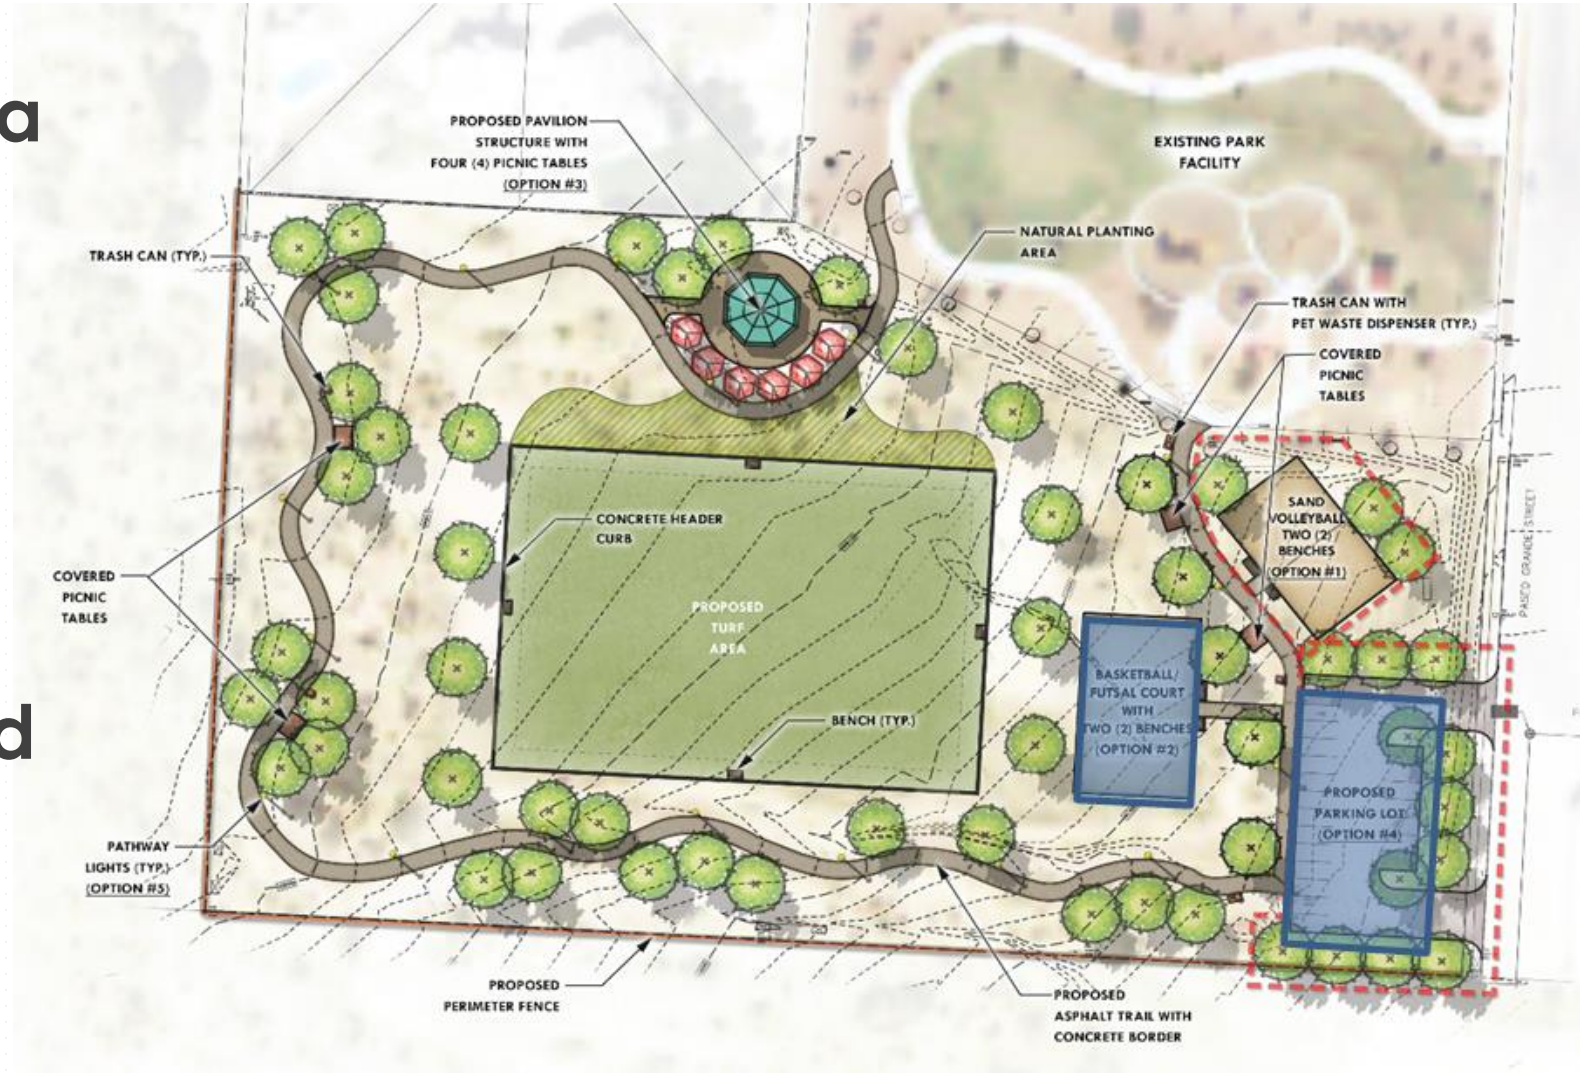 a
PROPOSED PAVILION
STRUCTURE WITH
FOUR (4) PICNIC TABLES
(OPTION #3)
EXISTING PARK
FACILITY
TRASH CAN (TYP.)
NATURAL PLANTING
AREA
TRASH CAN WITH
PET WASTE DISPENSER (TYP.)
COVERED
PICNIC
TABLES
CONCRETE HEADER
CURB
SAND
VOLLEYBALL
TWO (2)
BENCHES
(OPTION #1)
PASEO GRANDE STREET
COVERED
PICNIC
TABLES
PROPOSED
TURF
AREA
BASKETBALL/
FUTSAL COURT
WITH
TWO (2) BENCHES
(OPTION #2)
d
BENCH (TYP.)
PROPOSED
PARKING LOT
(OPTION #4)
PATHWAY
LIGHTS (TYP.)
(OPTION #5)
PROPOSED
PERIMETER FENCE
PROPOSED
ASPHALT TRAIL WITH
CONCRETE BORDER